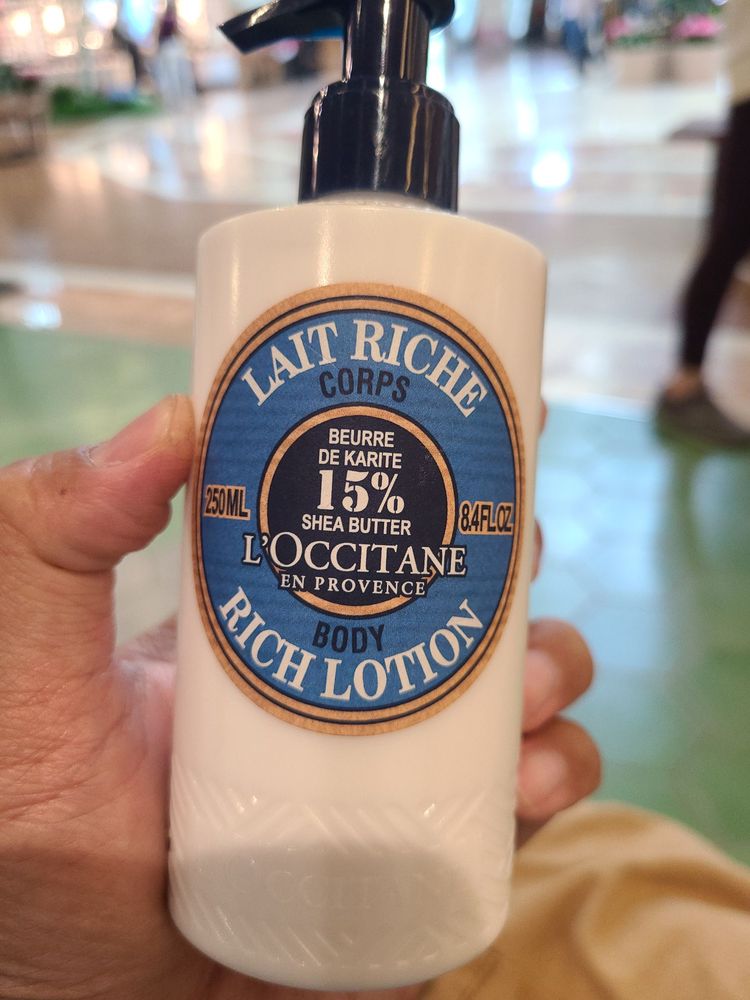 LAIT RICHE
CORPS
BEURRE
DE KARITE
15%
SHEA BUTTER
250ML
8.4FL.OZ.
L'OCCITANE
EN PROVENCE
BODY
RICH LOTION
L'OCCITANE